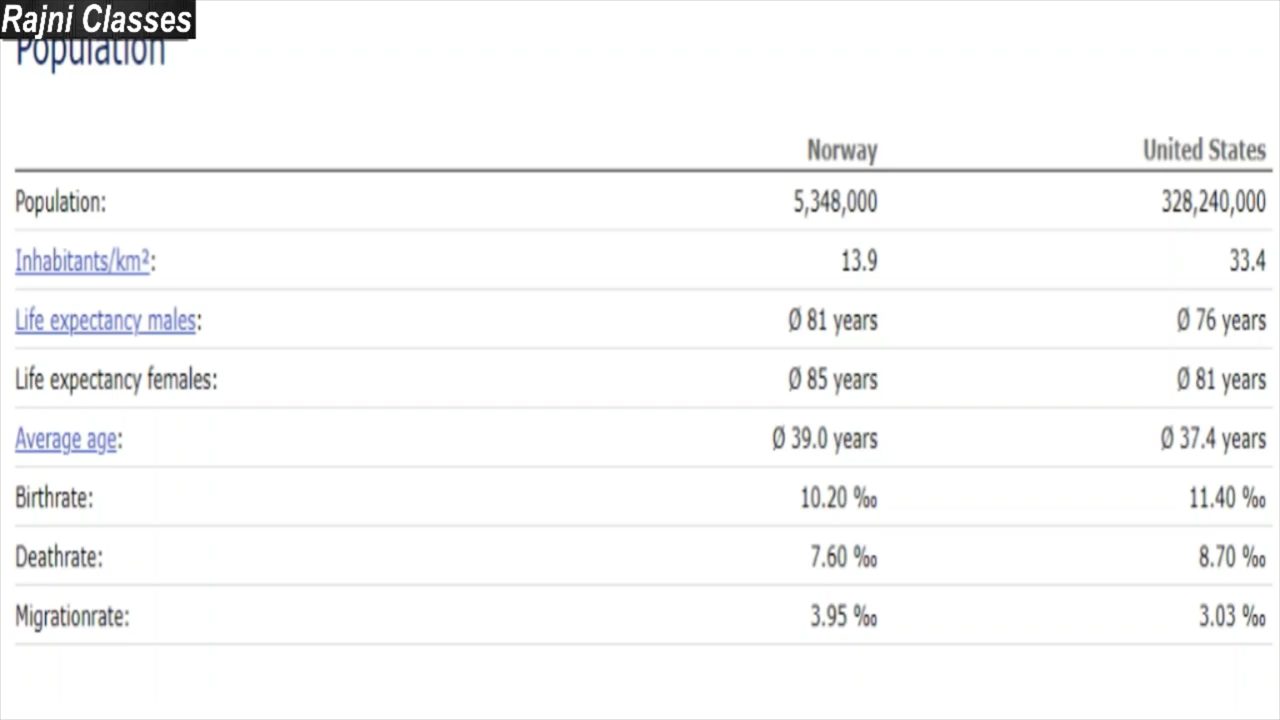 Rajni Classes
Population
Norway United States
Population: 5,348,000 328,240,000
Inhabitants/km²: 13.9 33.4
Life expectancy males: Ø 81 years Ø 76 years
Life expectancy females: Ø 85 years Ø 81 years
Average age: Ø 39.0 years Ø 37.4 years
Birthrate: 10.20 ‰ 11.40 ‰
Deathrate: 7.60 ‰ 8.70 ‰
Migrationrate: 3.95 ‰ 3.03 ‰